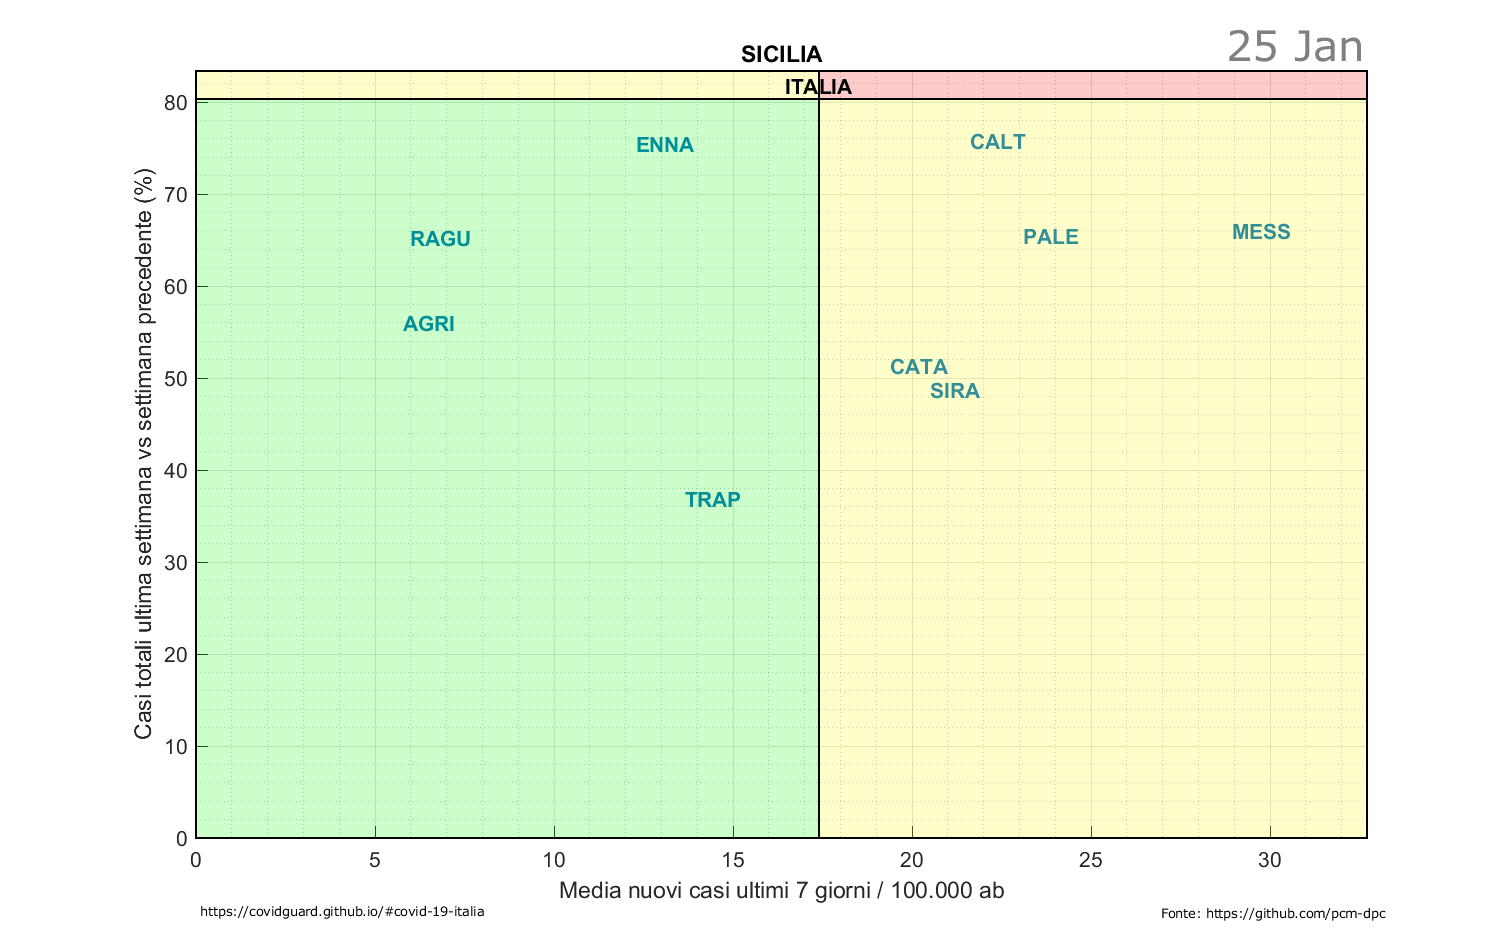 25 Jan
SICILIA
ITALIA
80
ENNA
CALT
70
RAGU
PALE
MESS
60
AGRI
50
CATA
SIRA
40
TRAP
30
20
10
0
Casi totali ultima settimana vs settimana precedente (%)
0 5 10 15 20 25 30
Media nuovi casi ultimi 7 giorni / 100.000 ab
https://covidguard.github.io/#covid-19-italia
Fonte: https://github.com/pcm-dpc